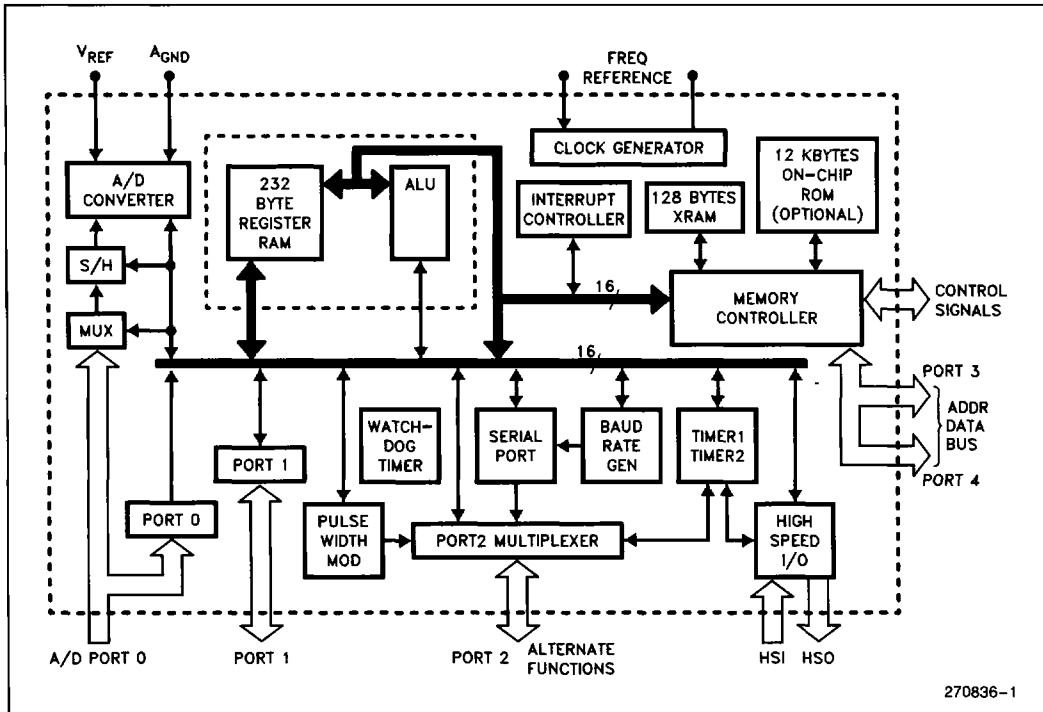 VREF
AGND
FREQ
REFERENCE
CLOCK GENERATOR
A/D
CONVERTER
232
BYTE
REGISTER
RAM
ALU
INTERRUPT
CONTROLLER
128 BYTES
XRAM
12 KBYTES
ON-CHIP
ROM
(OPTIONAL)
S/H
MUX
16
MEMORY
CONTROLLER
CONTROL
SIGNALS
16
PORT 3
ADDR
DATA
BUS
PORT 4
PORT 0
PORT 1
WATCH-
DOG
TIMER
SERIAL
PORT
BAUD
RATE
GEN
TIMER1
TIMER2
PULSE
WIDTH
MOD
PORT2 MULTIPLEXER
HIGH
SPEED
I/O
A/D PORT 0
PORT 1
PORT 2
ALTERNATE
FUNCTIONS
HSI
HSO
270836-1